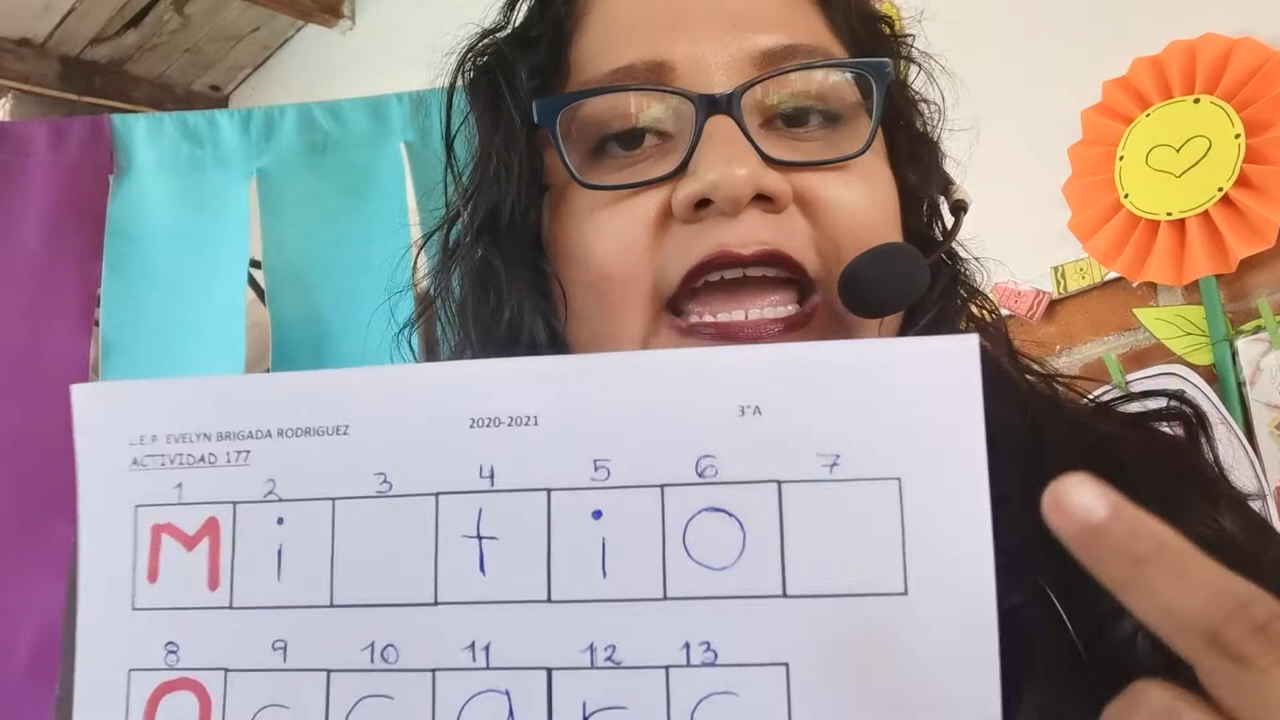 L.E.P. EVELYN BRIGADA RODRIGUEZ 2020-2021 3°A
ACTIVIDAD 177
1 2 3 4 5 6 7
M i t i o
8 9 10 11 12 13